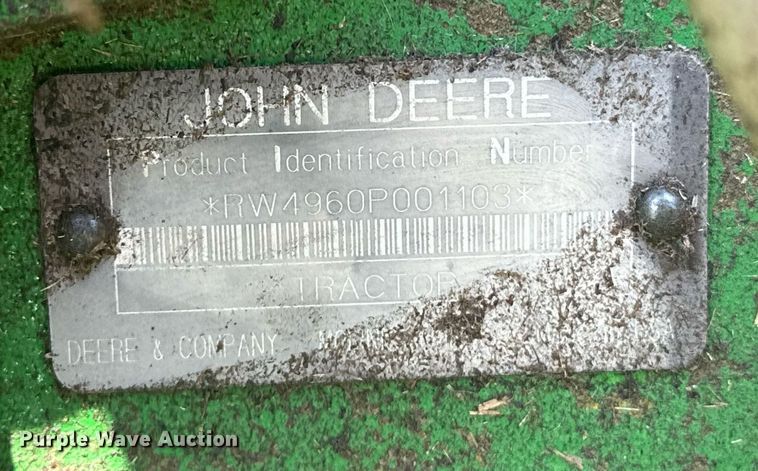 JOHN DEERE
Product Identification Number
*RW4960P001103*
TRACTOR
DEERE & COMPANY
Purple Wave Auction